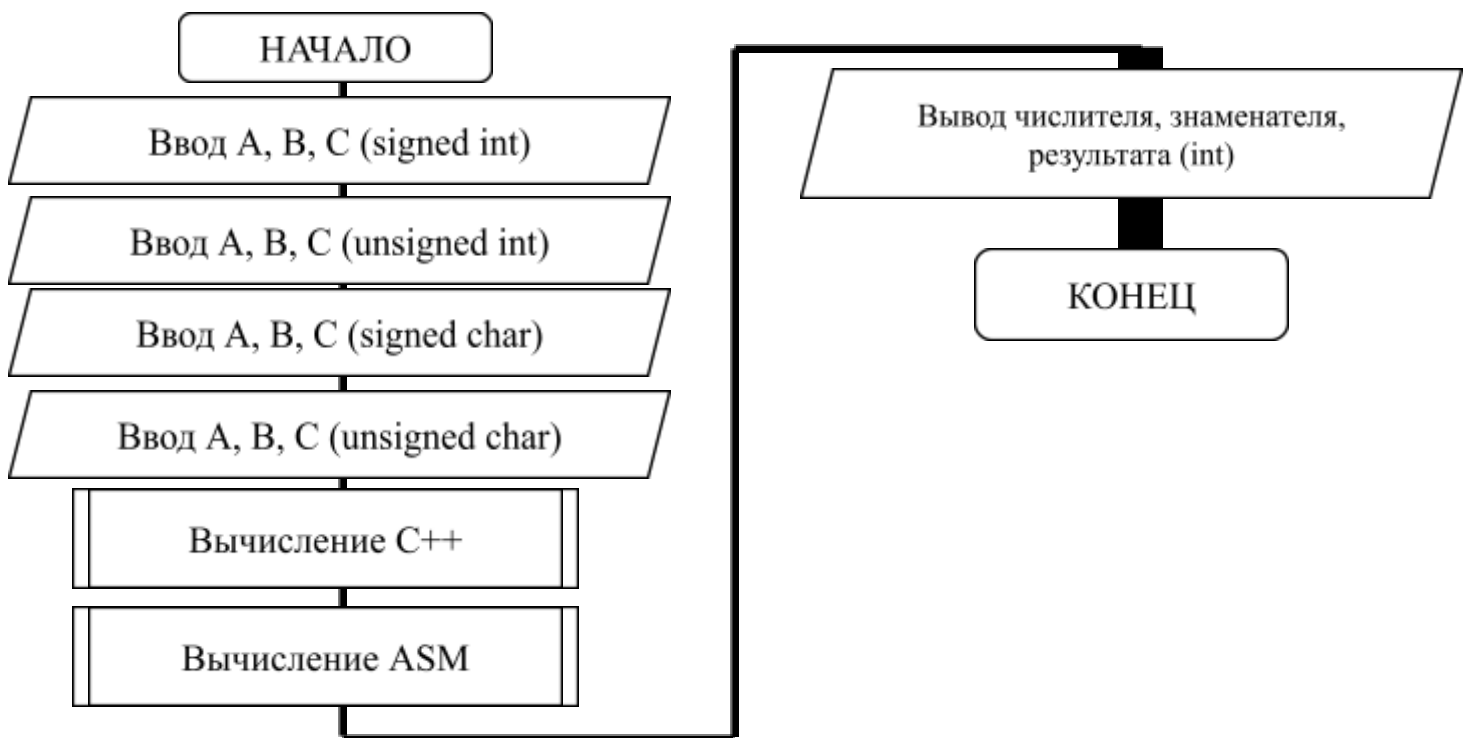 НАЧАЛО
Ввод A, B, C (signed int)
Ввод A, B, C (unsigned int)
Ввод A, B, C (signed char)
Ввод A, B, C (unsigned char)
Вычисление C++
Вычисление ASM
Вывод числителя, знаменателя,
результата (int)
КОНЕЦ